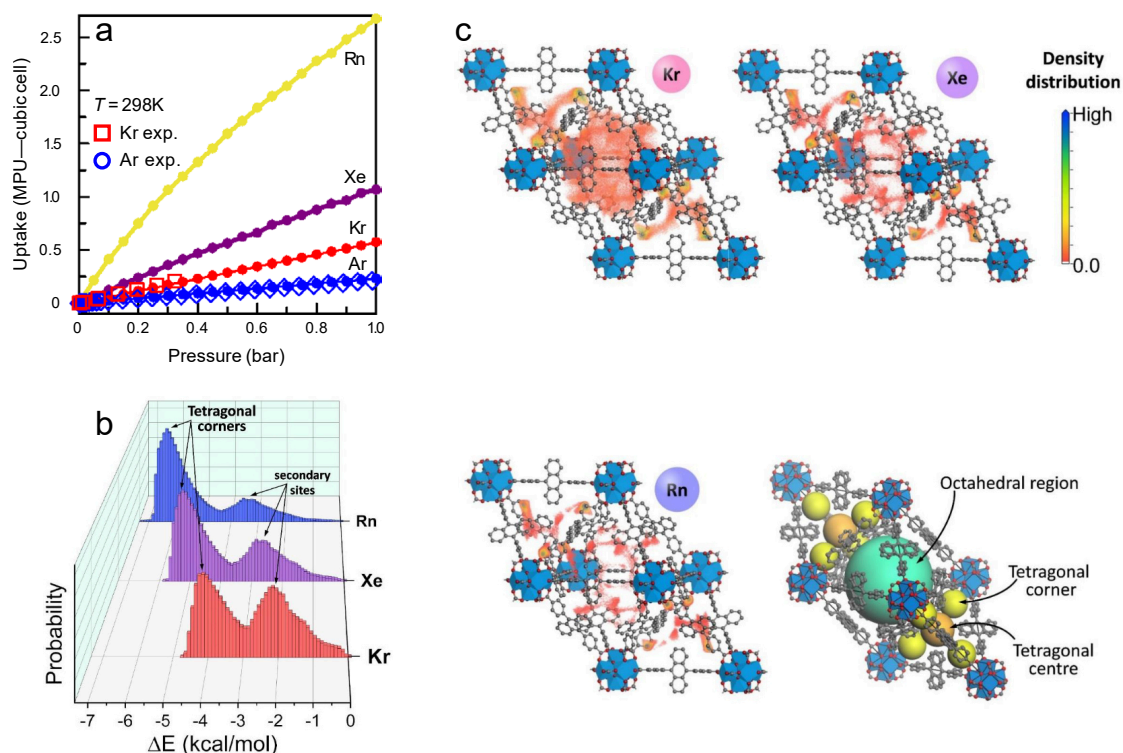 a
Uptake (MPU—cubic cell)
2.5
2.0
1.5
1.0
0.5
0
T = 298K
Kr exp.
Ar exp.
Rn
Xe
Kr
Ar
0
0.2
0.4
0.6
0.8
1.0
Pressure (bar)
b
Probability
Tetragonal
corners
secondary
sites
Rn
Xe
Kr
-7
-6
-5
-4
-3
-2
-1
0
ΔE (kcal/mol)
c
Kr
Xe
Density
distribution
High
0.0
Rn
Octahedral region
Tetragonal
corner
Tetragonal
centre